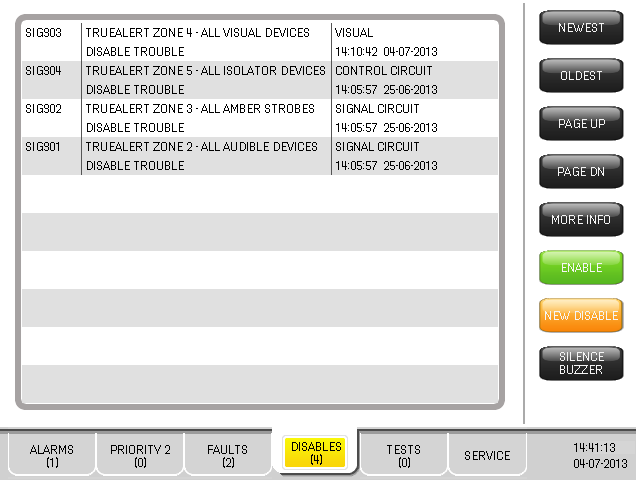 SIG903 TRUEALERT ZONE 4 - ALL VISUAL DEVICES VISUAL
DISABLE TROUBLE 14:10:42 04-07-2013
SIG904 TRUEALERT ZONE 5 - ALL ISOLATOR DEVICES CONTROL CIRCUIT
DISABLE TROUBLE 14:05:57 25-06-2013
SIG902 TRUEALERT ZONE 3 - ALL AMBER STROBES SIGNAL CIRCUIT
DISABLE TROUBLE 14:05:57 25-06-2013
SIG901 TRUEALERT ZONE 2 - ALL AUDIBLE DEVICES SIGNAL CIRCUIT
DISABLE TROUBLE 14:05:57 25-06-2013
NEWEST
OLDEST
PAGE UP
PAGE DN
MORE INFO
ENABLE
NEW DISABLE
SILENCE
BUZZER
ALARMS
(1)
PRIORITY 2
(0)
FAULTS
(2)
DISABLES
(4)
TESTS
(0)
SERVICE
14:41:13
04-07-2013